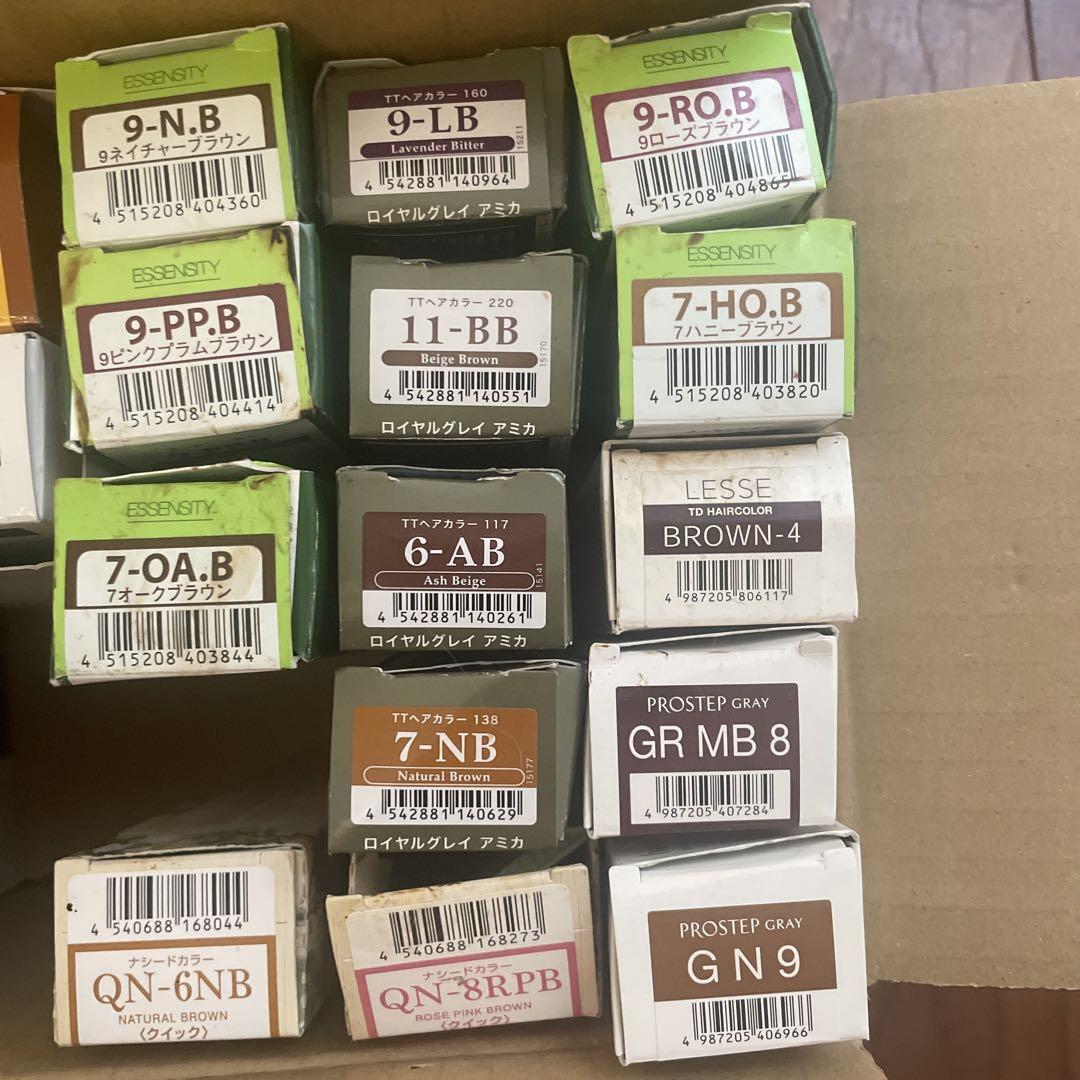 ESSENSITY
9-N.B
9ネイチャーブラウン
4 515208 404360
TTヘアカラー 160
9-LB
Lavender Bitter
15211
4 542881 140964
ロイヤルグレイ アミカ
ESSENSITY
9-RO.B
9ローズブラウン
4 515208 404865
ESSENSITY
9-PP.B
9ピンクプラムブラウン
4 515208 404414
TTヘアカラー 220
11-BB
Beige Brown
15170
4 542881 140551
ロイヤルグレイ アミカ
ESSENSITY
7-HO.B
7ハニーブラウン
4 515208 403820
ESSENSITY
7-OA.B
7オークブラウン
4 515208 403844
TTヘアカラー 117
6-AB
Ash Beige
15141
4 542881 140261
ロイヤルグレイ アミカ
LESSE
TD HAIRCOLOR
BROWN-4
4 987205 806117
TTヘアカラー 138
7-NB
Natural Brown
15177
4 542881 140629
ロイヤルグレイ アミカ
PROSTEP GRAY
GR MB 8
4 987205 407284
4 540688 168044
ナシードカラー
QN-6NB
NATURAL BROWN
〈クイック〉
4 540688 168273
ナシードカラー
QN-8RPB
ROSE PINK BROWN
〈クイック〉
PROSTEP GRAY
G N 9
4 987205 406966